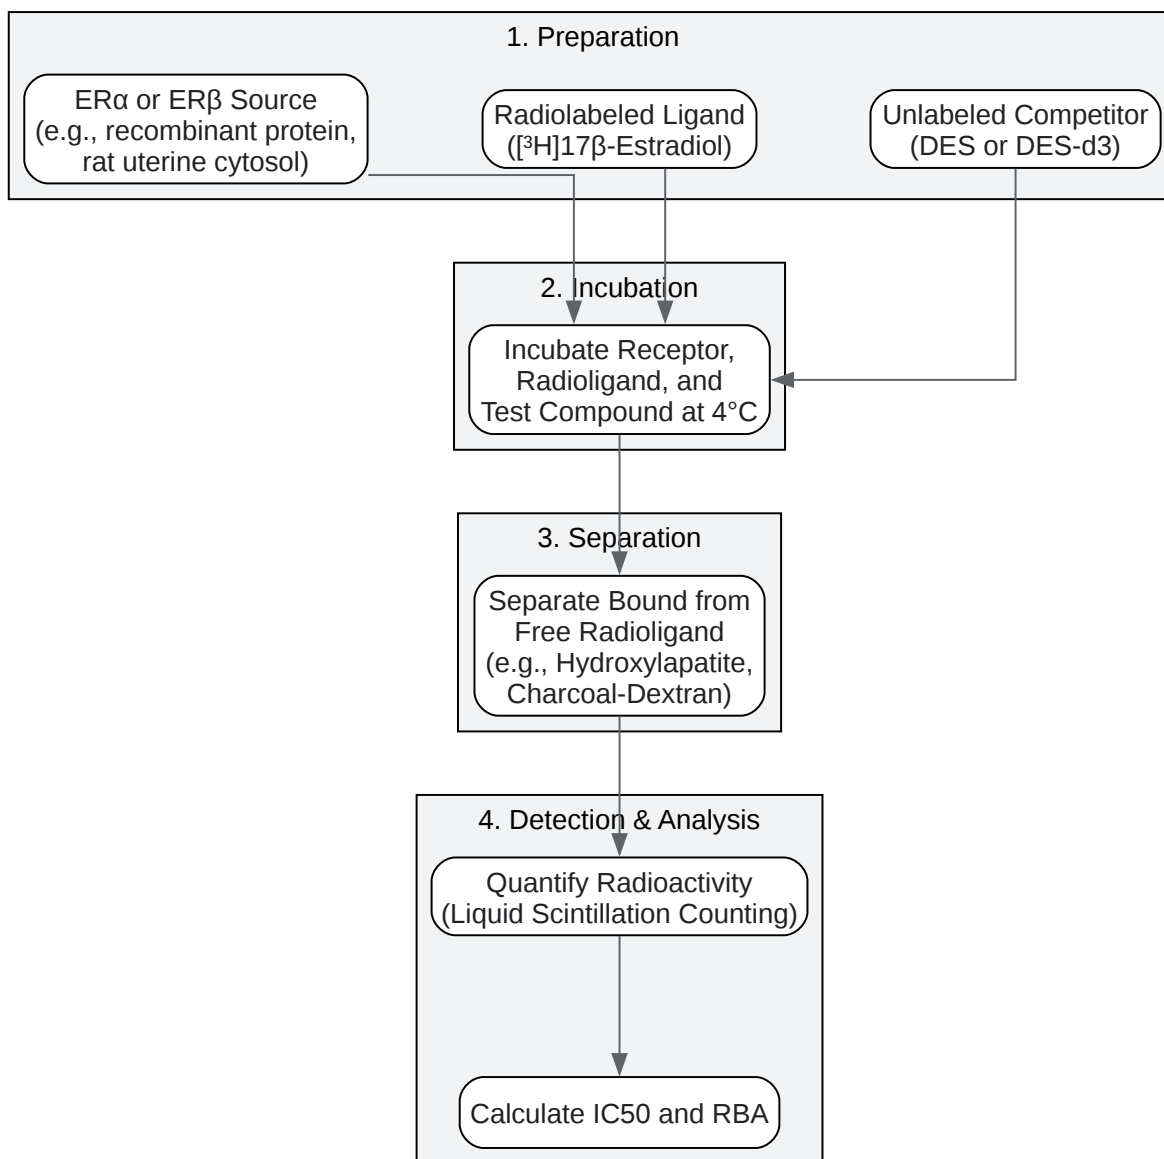 1. Preparation
ERα or ERβ Source
(e.g., recombinant protein,
rat uterine cytosol)
Radiolabeled Ligand
([³H]17β-Estradiol)
Unlabeled Competitor
(DES or DES-d3)
2. Incubation
Incubate Receptor,
Radioligand, and
Test Compound at 4°C
3. Separation
Separate Bound from
Free Radioligand
(e.g., Hydroxylapatite,
Charcoal-Dextran)
4. Detection & Analysis
Quantify Radioactivity
(Liquid Scintillation Counting)
Calculate IC50 and RBA